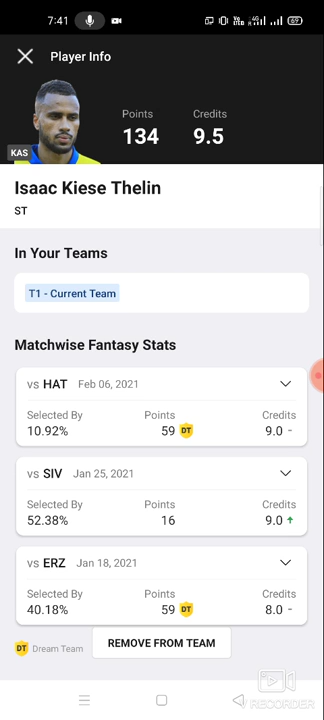 7:41
67
Player Info
Points
Credits
134
9.5
KAS
Isaac Kiese Thelin
ST
In Your Teams
T1 - Current Team
Matchwise Fantasy Stats
vs HAT Feb 06, 2021
Selected By Points Credits
10.92% 59 DT 9.0 -
vs SIV Jan 25, 2021
Selected By Points Credits
52.38% 16 9.0
vs ERZ Jan 18, 2021
Selected By Points Credits
40.18% 59 DT 8.0 -
DT Dream Team
REMOVE FROM TEAM
RECORDER